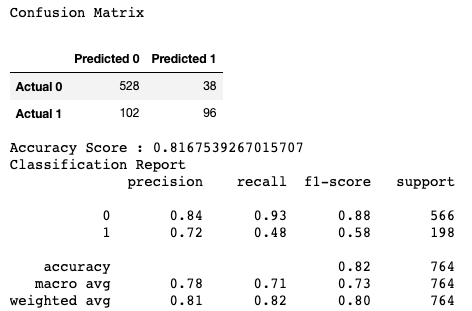 Confusion Matrix
Predicted 0 Predicted 1
Actual 0 528 38
Actual 1 102 96
Accuracy Score : 0.8167539267015707
Classification Report
precision recall f1-score support
0 0.84 0.93 0.88 566
1 0.72 0.48 0.58 198
accuracy 0.82 764
macro avg 0.78 0.71 0.73 764
weighted avg 0.81 0.82 0.80 764